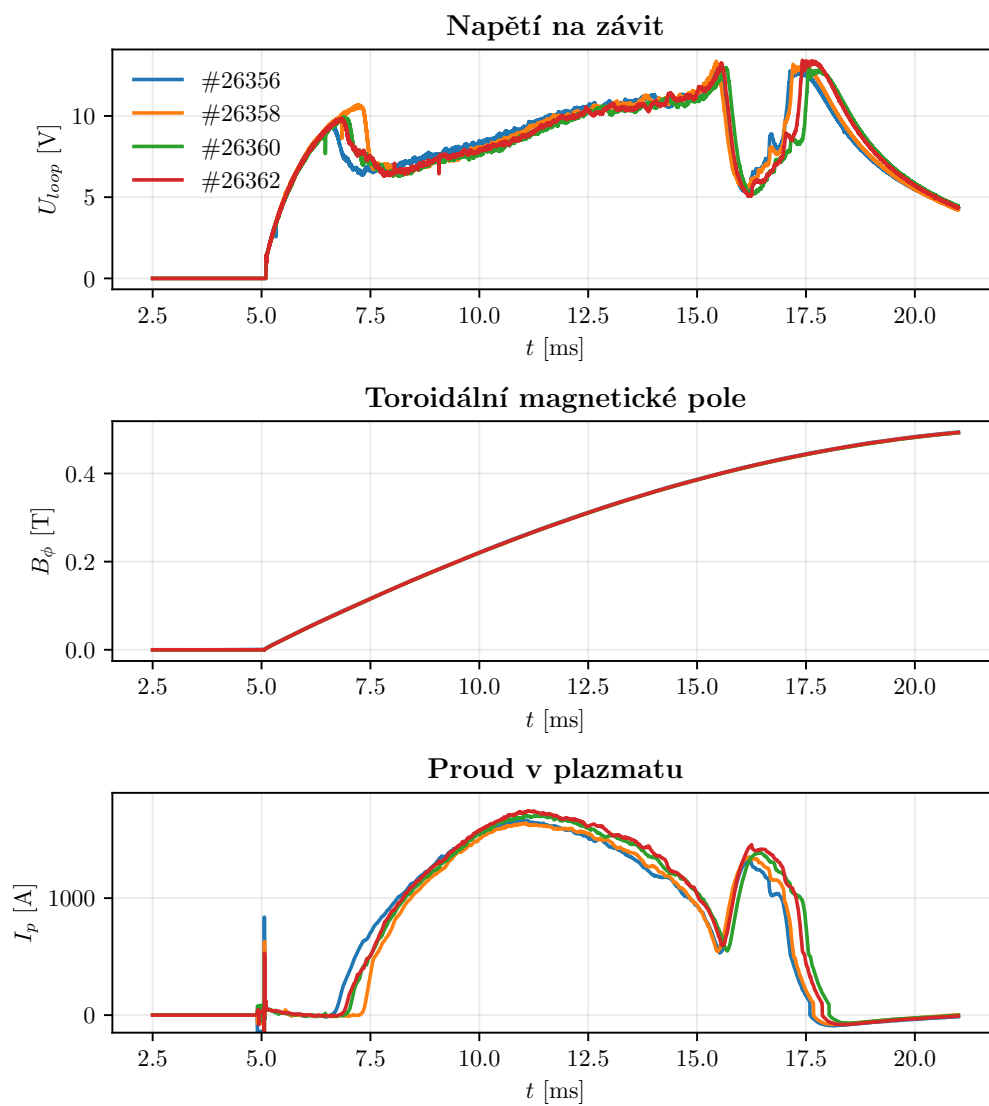 Napětí na závit
U_loop [V]
10
5
0
#26356
#26358
#26360
#26362
2.5 5.0 7.5 10.0 12.5 15.0 17.5 20.0
t [ms]
Toroidální magnetické pole
B_ϕ [T]
0.4
0.2
0.0
2.5 5.0 7.5 10.0 12.5 15.0 17.5 20.0
t [ms]
Proud v plazmatu
I_p [A]
1000
0
2.5 5.0 7.5 10.0 12.5 15.0 17.5 20.0
t [ms]